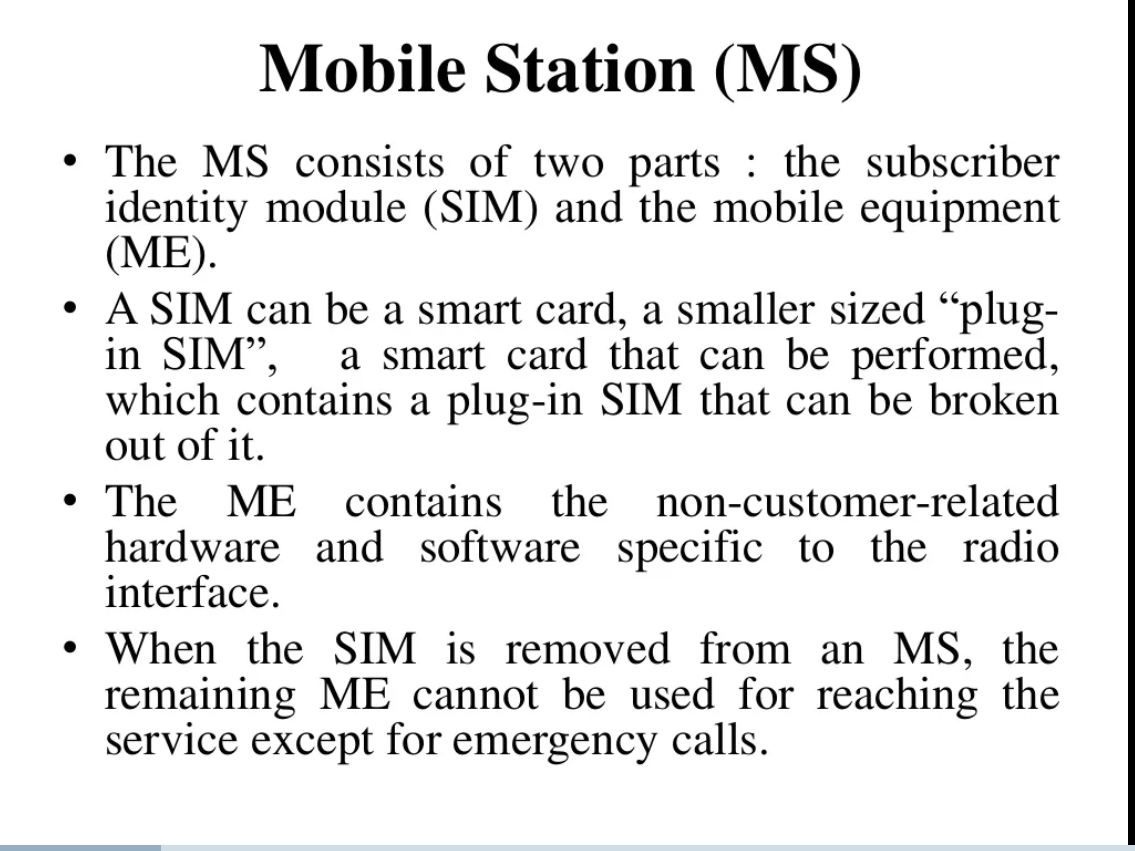 Mobile Station (MS)
• The MS consists of two parts : the subscriber
identity module (SIM) and the mobile equipment
(ME).
• A SIM can be a smart card, a smaller sized “plug-
in SIM”, a smart card that can be performed,
which contains a plug-in SIM that can be broken
out of it.
• The ME contains the non-customer-related
hardware and software specific to the radio
interface.
• When the SIM is removed from an MS, the
remaining ME cannot be used for reaching the
service except for emergency calls.